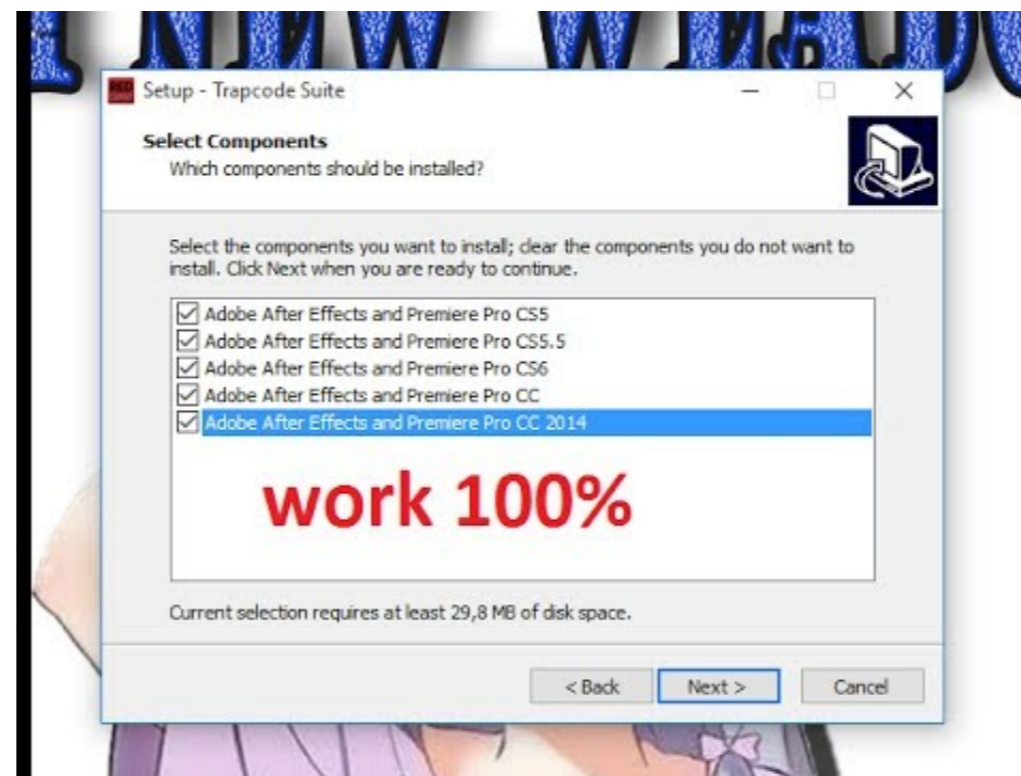 NEW
RED
Setup - Trapcode Suite
Select Components
Which components should be installed?
Select the components you want to install; clear the components you do not want to
install. Click Next when you are ready to continue.
Adobe After Effects and Premiere Pro CS5
Adobe After Effects and Premiere Pro CS5.5
Adobe After Effects and Premiere Pro CS6
Adobe After Effects and Premiere Pro CC
Adobe After Effects and Premiere Pro CC 2014
work 100%
Current selection requires at least 29,8 MB of disk space.
< Back Next > Cancel